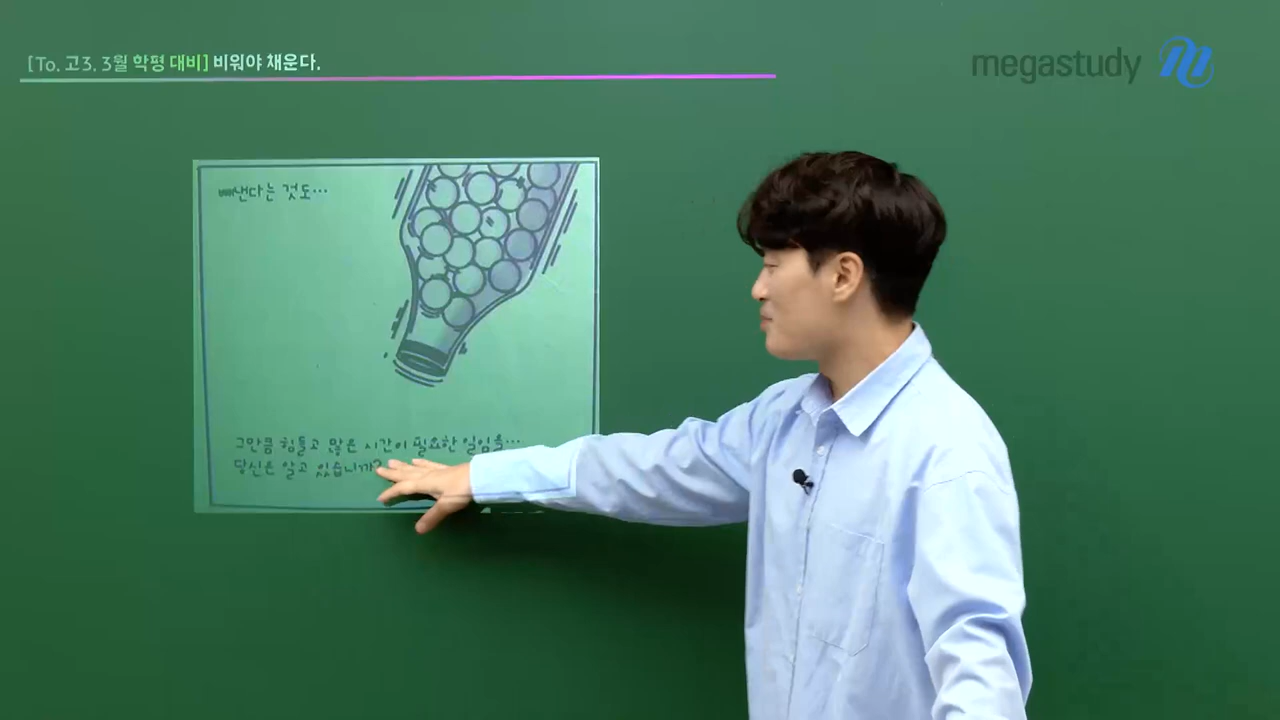 [To. 고3. 3월 학평 대비] 비워야 채운다.
megastudy
빼낸다는 것도...
그만큼 힘들고 많은 시간이 필요한 일임을...
당신은 알고 있습니까?